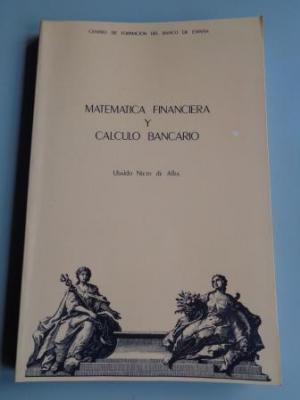 CENTRO DE FORMACION DEL BANCO DE ESPAÑA
MATEMATICA FINANCIERA
Y
CALCULO BANCARIO
Ubaldo Nieto de Alba